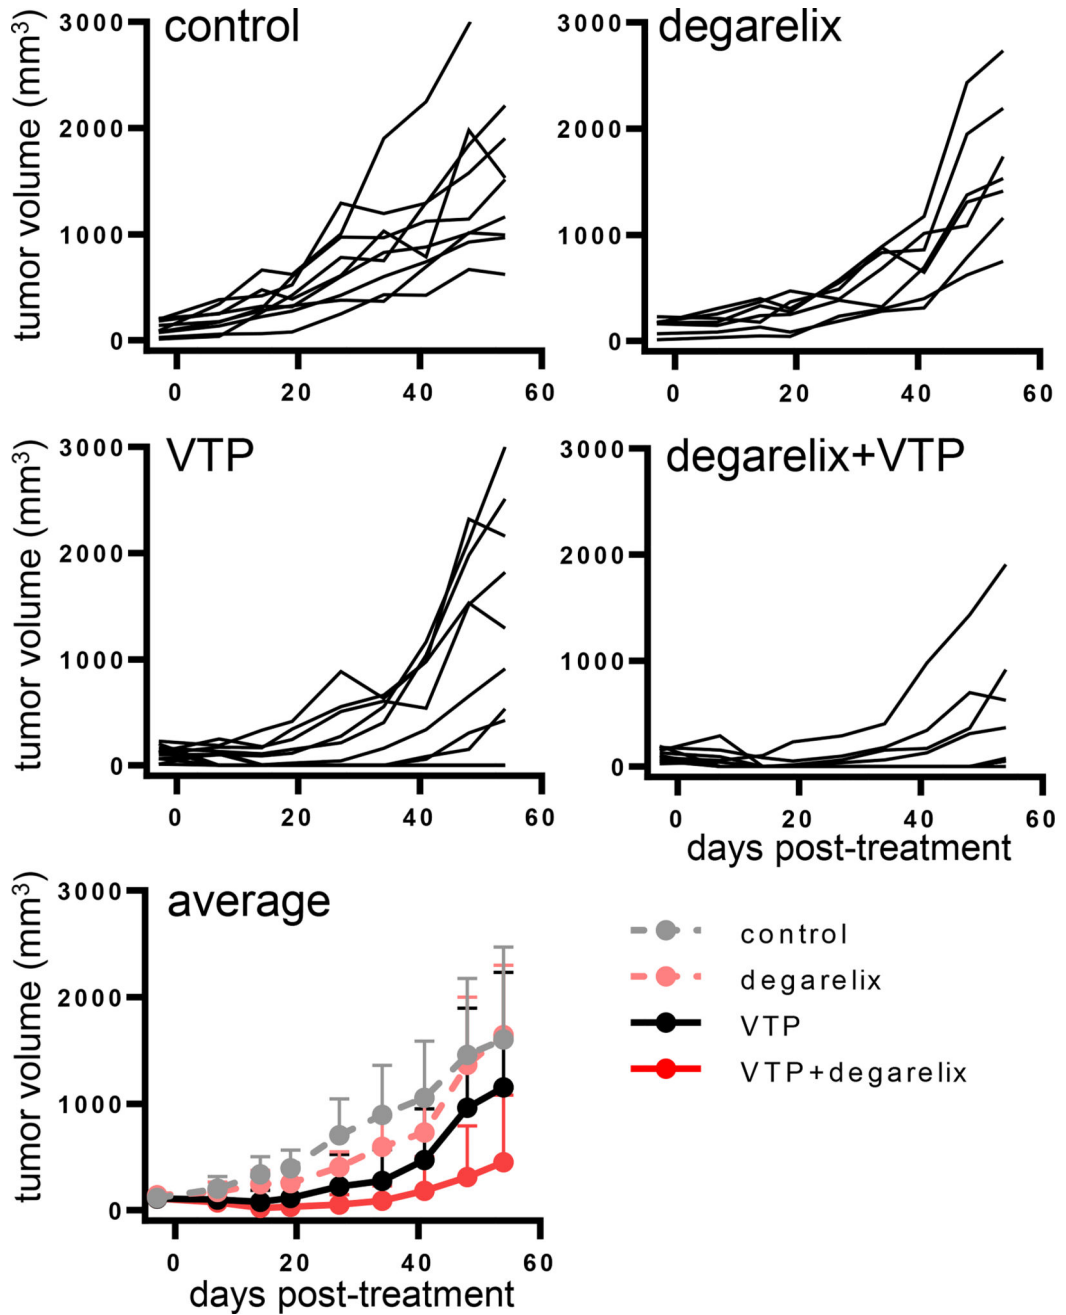 control
tumor volume (mm³)
3000
2000
1000
0
0 20 40 60
degarelix
3000
2000
1000
0
0 20 40 60
VTP
tumor volume (mm³)
3000
2000
1000
0
0 20 40 60
degarelix+VTP
3000
2000
1000
0
0 20 40 60
days post-treatment
average
tumor volume (mm³)
3000
2000
1000
0
0 20 40 60
days post-treatment
control
degarelix
VTP
VTP+degarelix